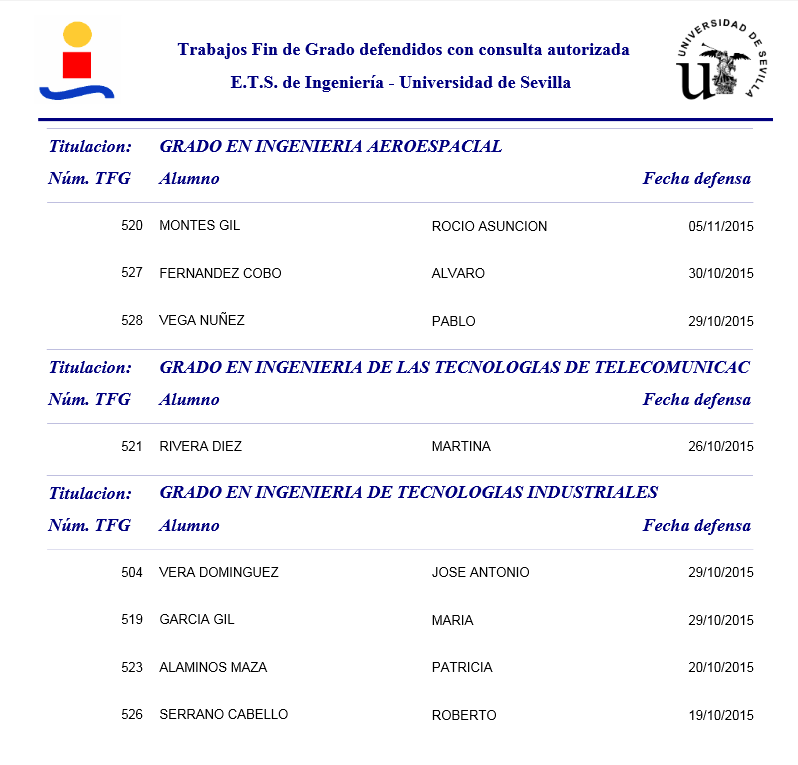 Trabajos Fin de Grado defendidos con consulta autorizada
E.T.S. de Ingeniería - Universidad de Sevilla
UNIVERSIDAD DE SEVILLA
Titulacion: GRADO EN INGENIERIA AEROESPACIAL
Núm. TFG Alumno Fecha defensa
520 MONTES GIL ROCIO ASUNCION 05/11/2015
527 FERNANDEZ COBO ALVARO 30/10/2015
528 VEGA NUÑEZ PABLO 29/10/2015
Titulacion: GRADO EN INGENIERIA DE LAS TECNOLOGIAS DE TELECOMUNICAC
Núm. TFG Alumno Fecha defensa
521 RIVERA DIEZ MARTINA 26/10/2015
Titulacion: GRADO EN INGENIERIA DE TECNOLOGIAS INDUSTRIALES
Núm. TFG Alumno Fecha defensa
504 VERA DOMINGUEZ JOSE ANTONIO 29/10/2015
519 GARCIA GIL MARIA 29/10/2015
523 ALAMINOS MAZA PATRICIA 20/10/2015
526 SERRANO CABELLO ROBERTO 19/10/2015